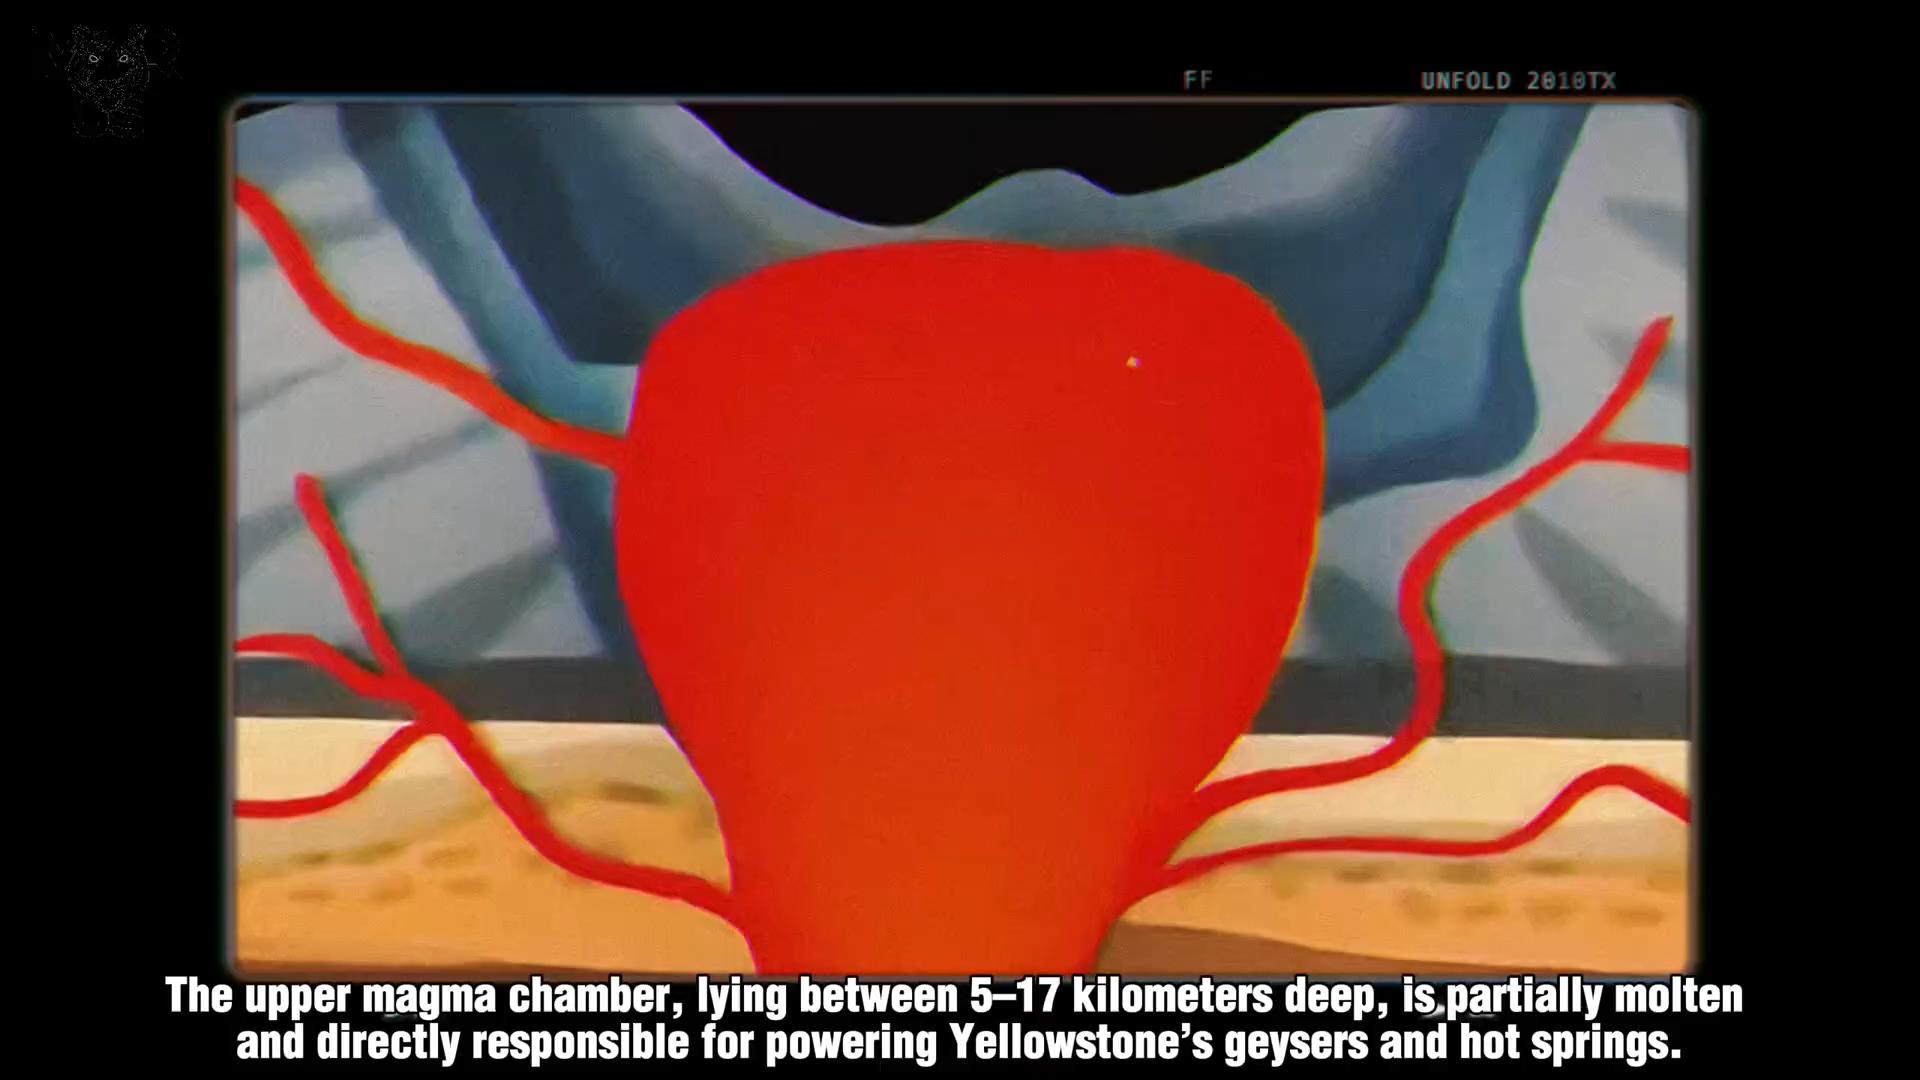 FF UNFOLD 2010TX
The upper magma chamber, lying between 5–17 kilometers deep, is partially molten
and directly responsible for powering Yellowstone’s geysers and hot springs.